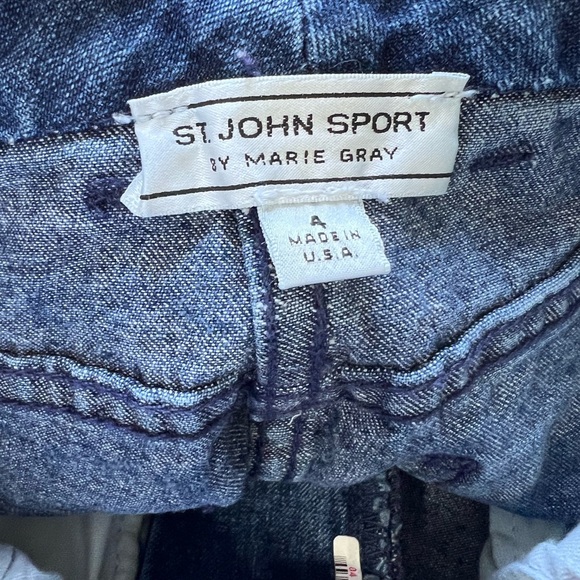 ST. JOHN SPORT
BY MARIE GRAY
4
MADE IN
U.S.A.